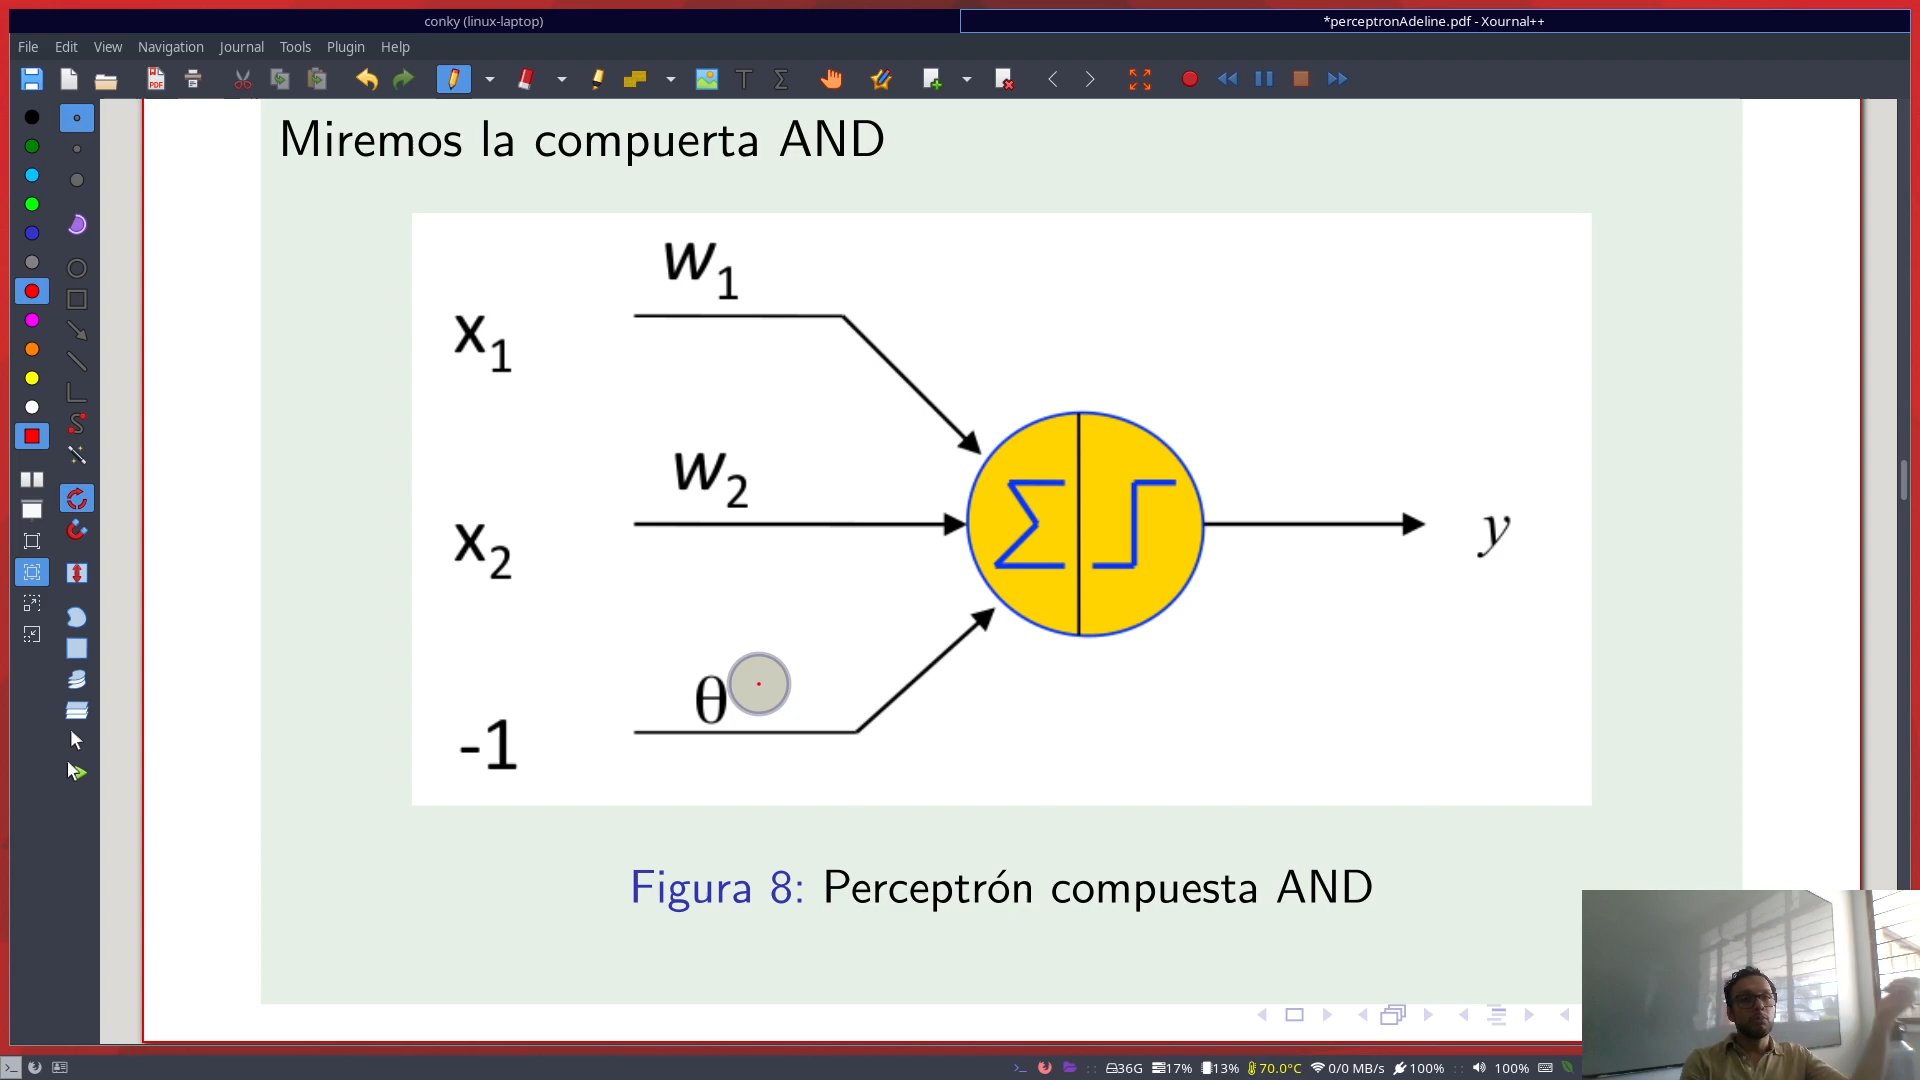 conky (linux-laptop)
*perceptronAdeline.pdf - Xournal++
File Edit View Navigation Journal Tools Plugin Help
Miremos la compuerta AND
w1
x1
w2
x2
y
θ
-1
Figura 8: Perceptrón compuesta AND
36G 17% 13% 70.0°C 0/0 MB/s 100% 100%